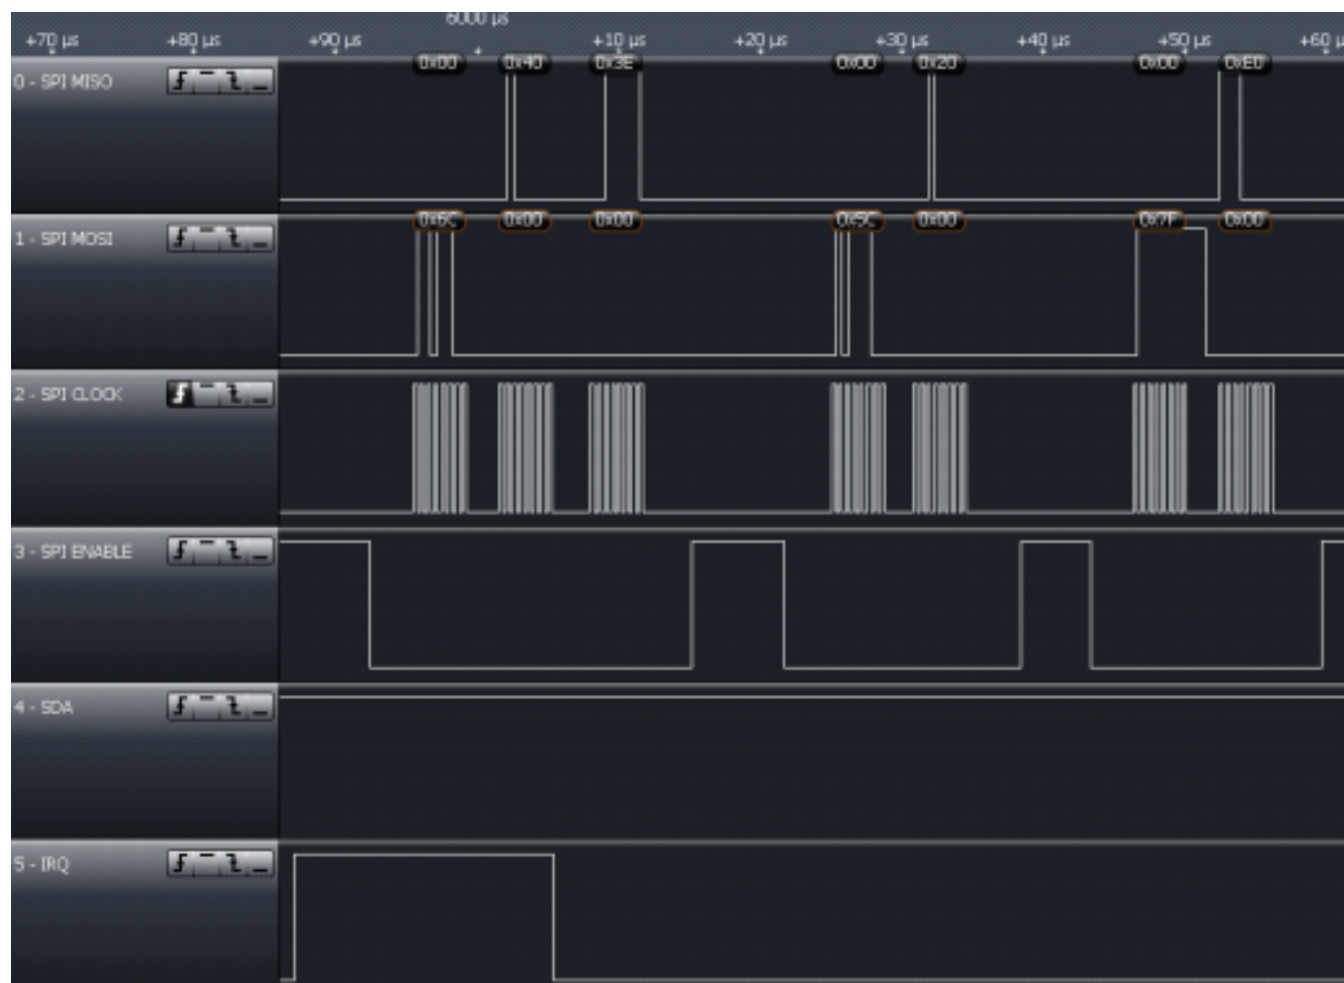 6000 µs
+70 µs +80 µs +90 µs +10 µs +20 µs +30 µs +40 µs +50 µs +60
0x00 0x40 0x3E 0x00 0x20 0x00 0xE0
0 - SPI MISO
0x6C 0x00 0x00 0x5C 0x00 0x7F 0x00
1 - SPI MOSI
2 - SPI CLOCK
3 - SPI ENABLE
4 - SDA
5 - IRQ